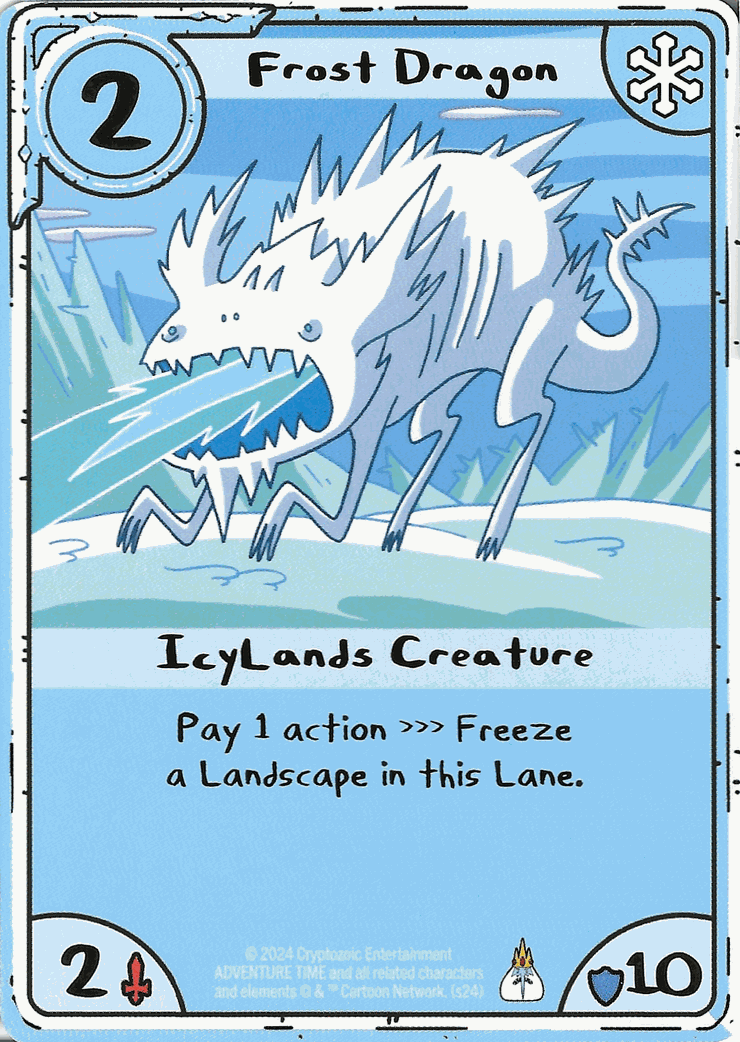 2
Frost Dragon
IcyLands Creature
Pay 1 action >>> Freeze
a Landscape in this Lane.
2
© 2024 Cryptozoic Entertainment
ADVENTURE TIME and all related characters
and elements © & ™ Cartoon Network. (s24)
10